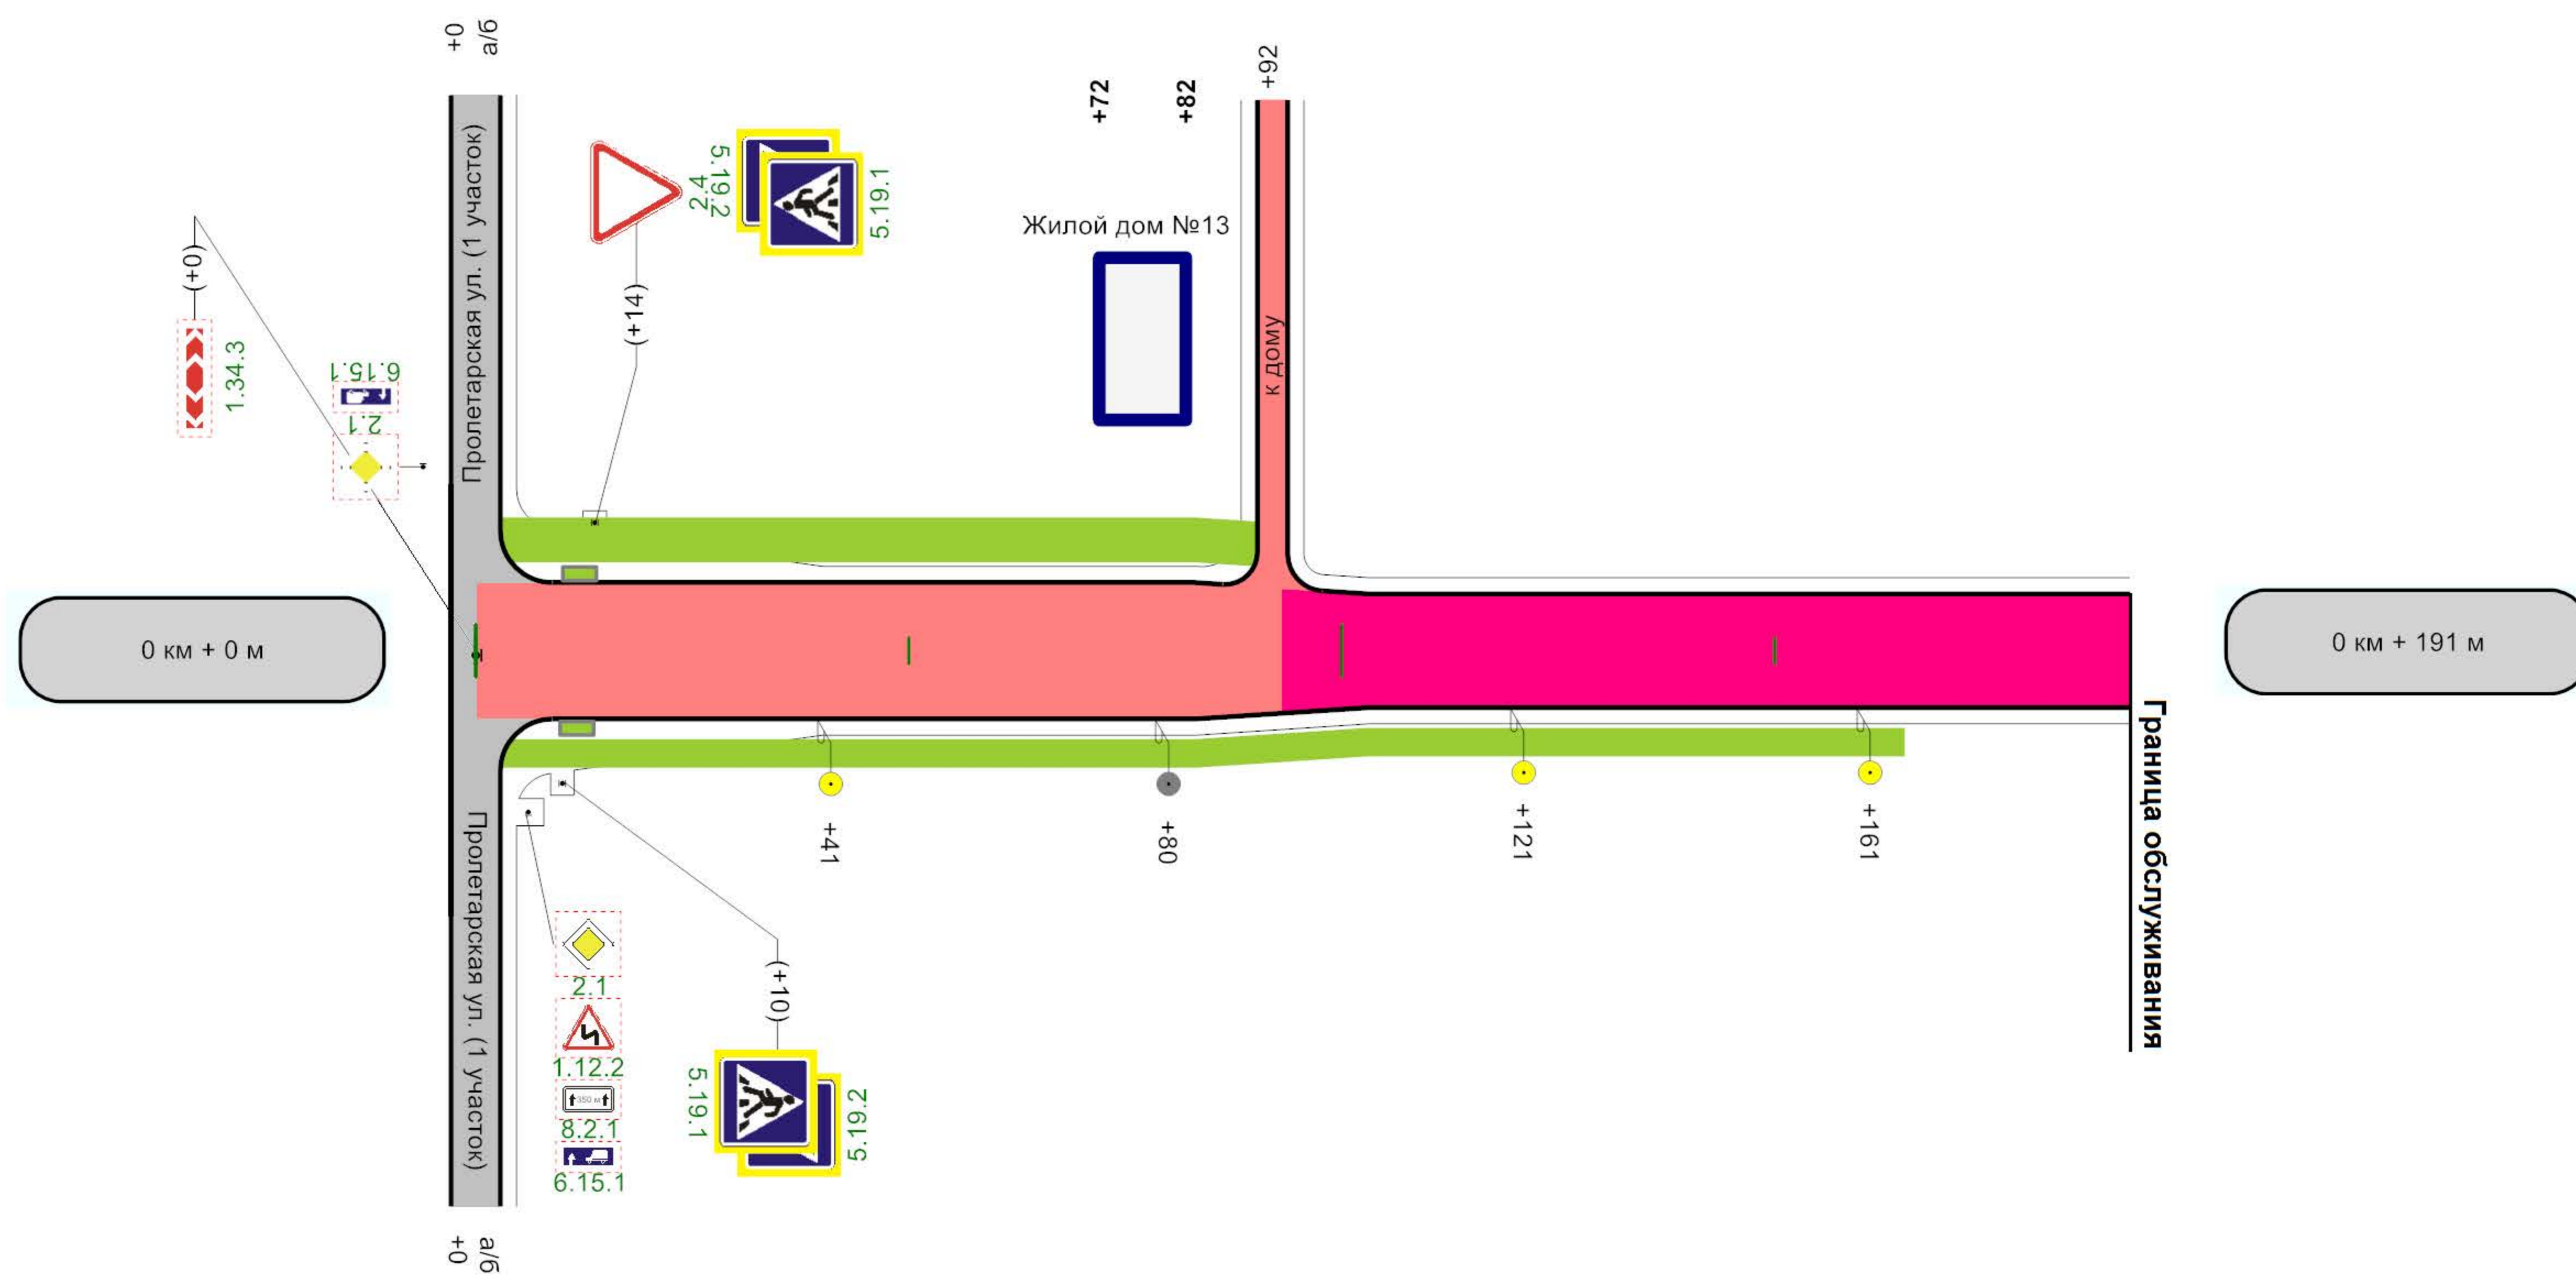 +0
а/б
+92
+72
+82
Пролетарская ул. (1 участок)
5.19.2
2.4
5.19.1
Жилой дом №13
(+0)
1.34.3
(+14)
6.15.1
2.1
к дому
0 км + 0 м
0 км + 191 м
Граница обслуживания
+41
+80
+121
+161
Пролетарская ул. (1 участок)
2.1
1.12.2
350 м
8.2.1
6.15.1
(+10)
5.19.1
5.19.2
+0
а/б